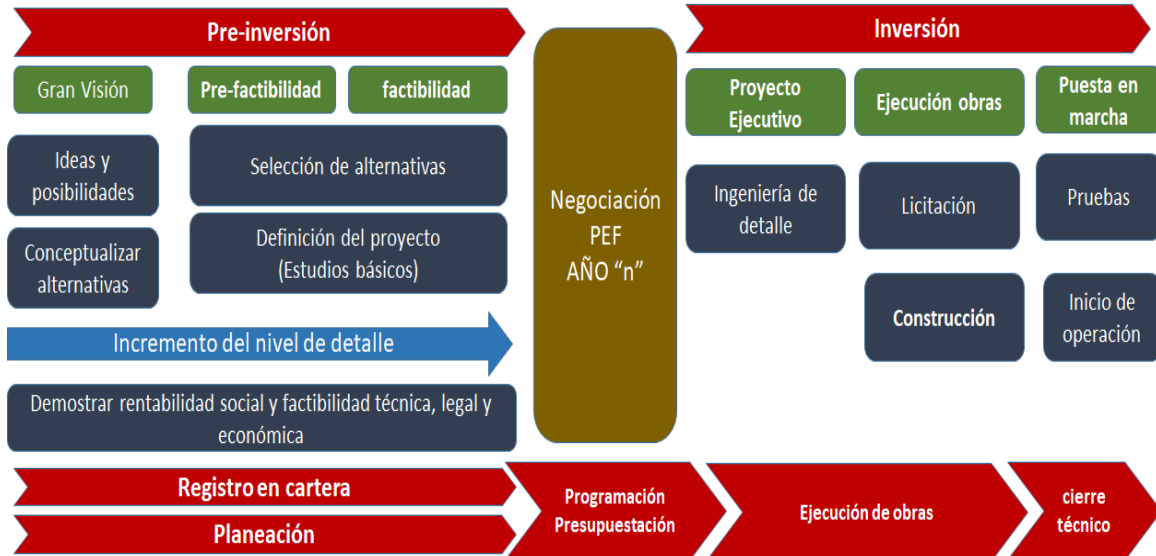 Pre-inversión
Inversión
Gran Visión
Pre-factibilidad
factibilidad
Ideas y
posibilidades
Conceptualizar
alternativas
Selección de alternativas
Definición del proyecto
(Estudios básicos)
Incremento del nivel de detalle
Demostrar rentabilidad social y factibilidad técnica, legal y
económica
Negociación
PEF
AÑO “n”
Proyecto
Ejecutivo
Ejecución obras
Puesta en
marcha
Ingeniería de
detalle
Licitación
Pruebas
Construcción
Inicio de
operación
Registro en cartera
Planeación
Programación
Presupuestación
Ejecución de obras
cierre
técnico